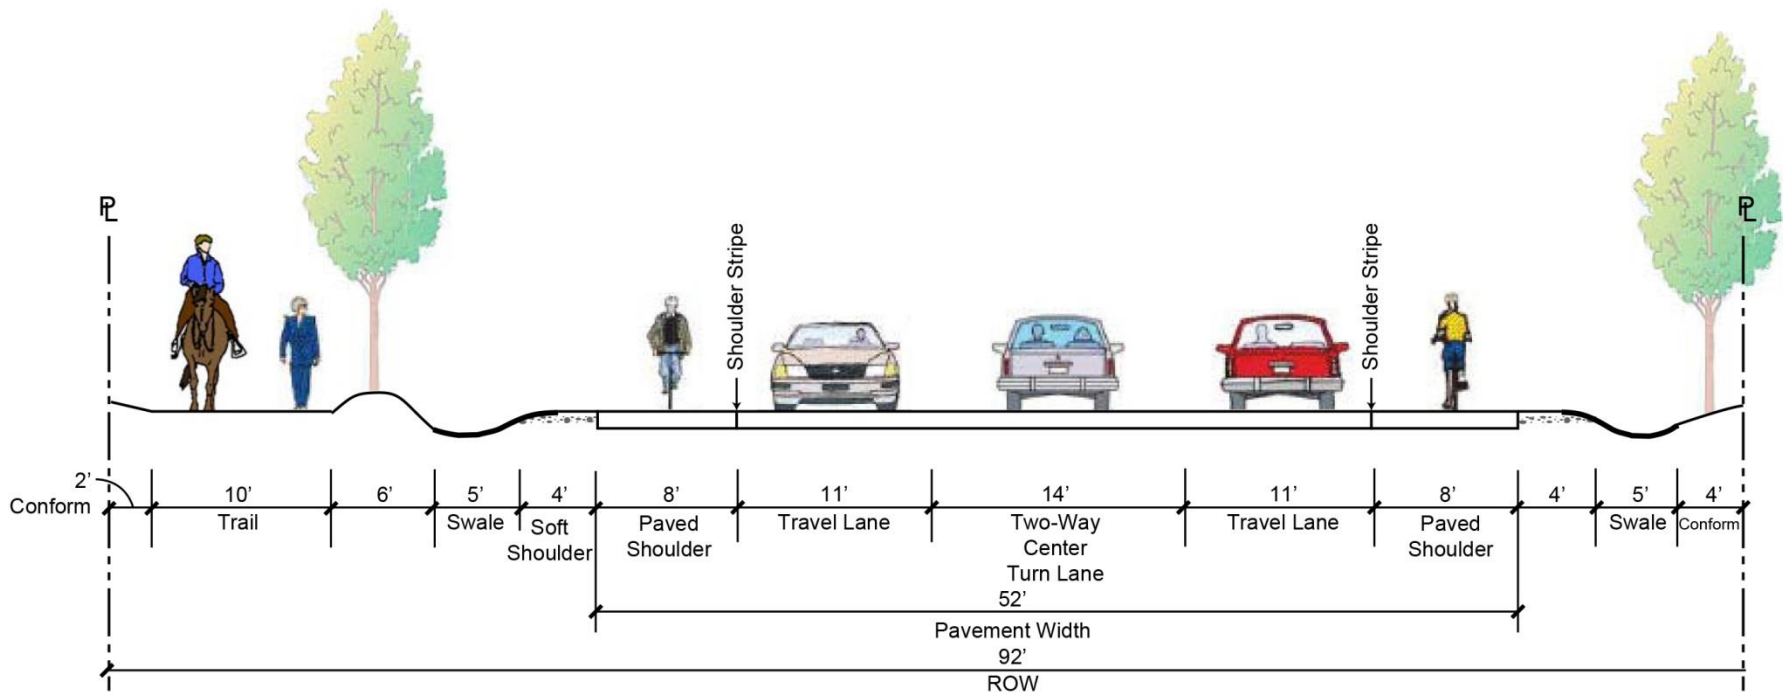 PL
PL
Shoulder Stripe
Shoulder Stripe
2’
Conform
10’
Trail
6’
5’
Swale
4’
Soft
Shoulder
8’
Paved
Shoulder
11’
Travel Lane
14’
Two-Way
Center
Turn Lane
11’
Travel Lane
8’
Paved
Shoulder
4’
5’
Swale
4’
Conform
52’
Pavement Width
92’
ROW